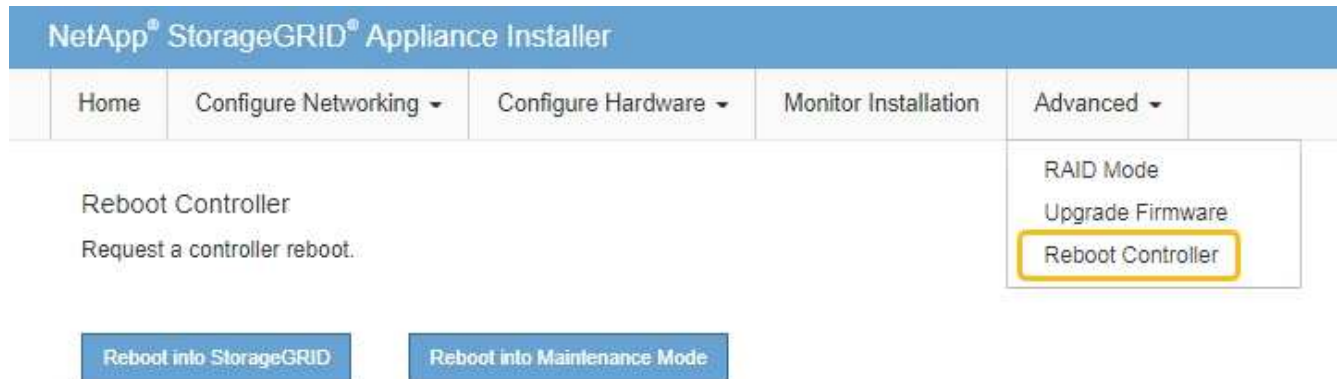 NetApp® StorageGRID® Appliance Installer
Home Configure Networking Configure Hardware Monitor Installation Advanced
RAID Mode
Upgrade Firmware
Reboot Controller
Reboot Controller
Request a controller reboot.
Reboot into StorageGRID Reboot into Maintenance Mode